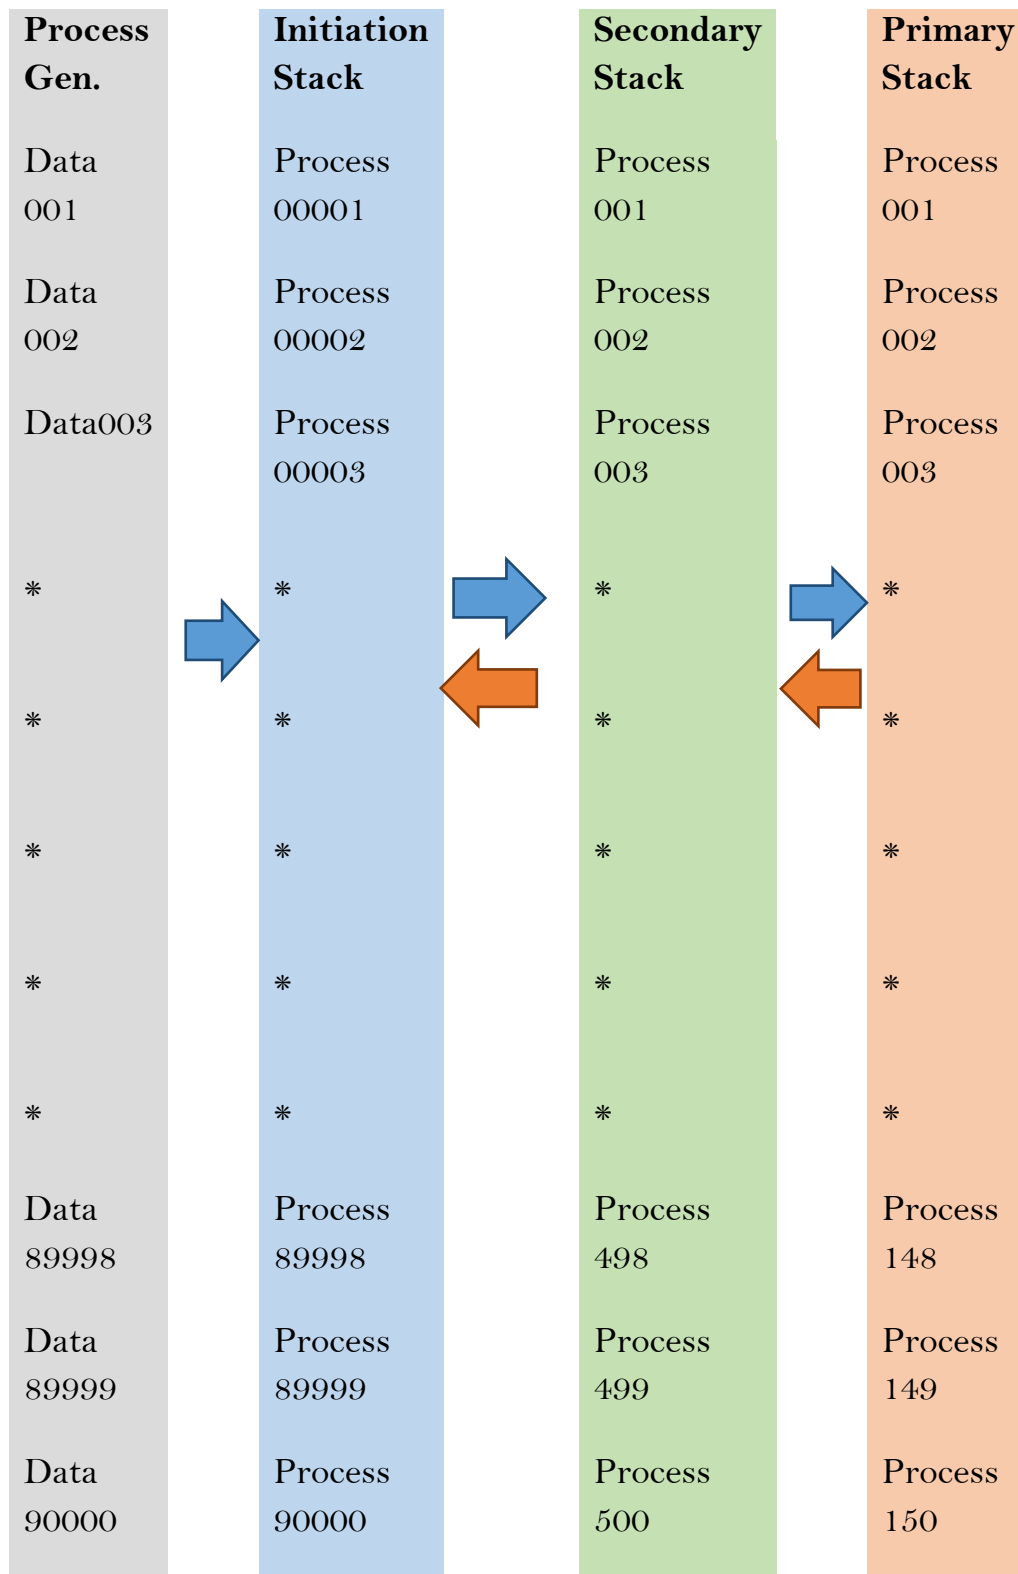 Process
Gen.
Initiation
Stack
Secondary
Stack
Primary
Stack
Data
001
Process
00001
Process
001
Process
001
Data
002
Process
00002
Process
002
Process
002
Data003
Process
00003
Process
003
Process
003
* * * *
* * * *
* * * *
* * * *
* * * *
Data
89998
Process
89998
Process
498
Process
148
Data
89999
Process
89999
Process
499
Process
149
Data
90000
Process
90000
Process
500
Process
150